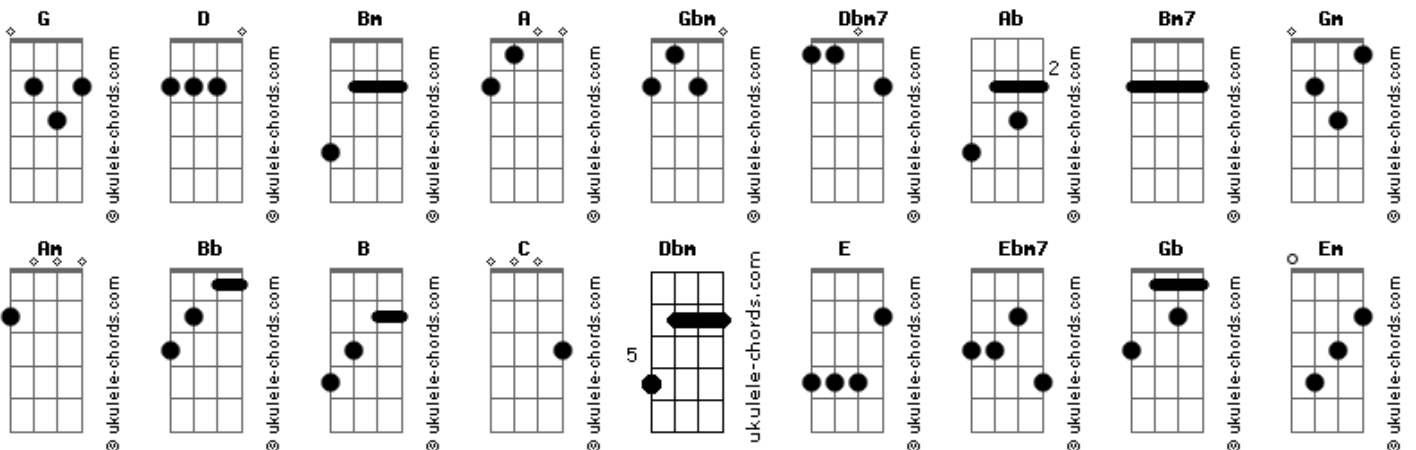 G D Bm A Gbm Dbm7 Ab Bm7 Gm
2
© ukulele-chords.com © ukulele-chords.com © ukulele-chords.com © ukulele-chords.com © ukulele-chords.com © ukulele-chords.com © ukulele-chords.com © ukulele-chords.com © ukulele-chords.com
Am Bb B C Dbm E Ebm7 Gb Em
5
© ukulele-chords.com © ukulele-chords.com © ukulele-chords.com © ukulele-chords.com ukulele-chords.com © ukulele-chords.com © ukulele-chords.com © ukulele-chords.com © ukulele-chords.com